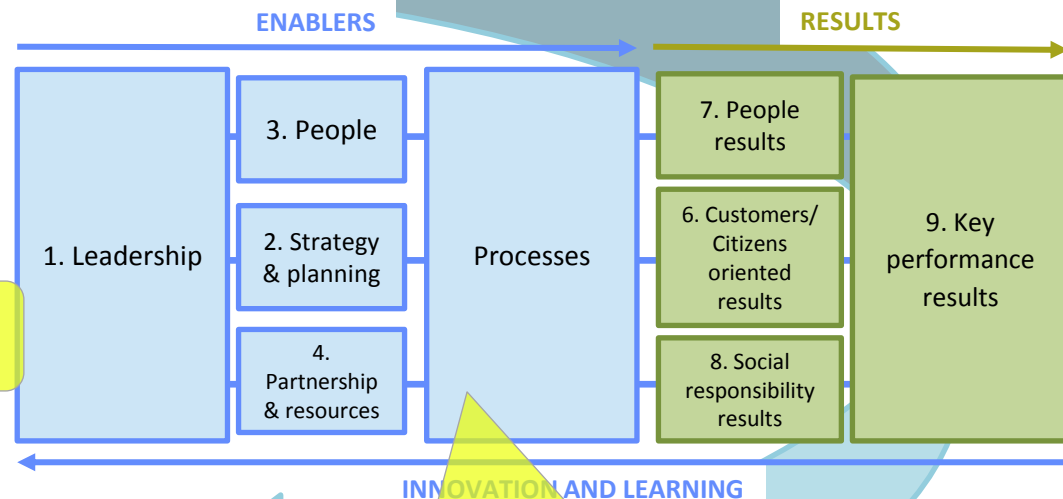 ENABLERS
RESULTS
1. Leadership
3. People
2. Strategy
& planning
4.
Partnership
& resources
Processes
7. People
results
6. Customers/
Citizens
oriented
results
8. Social
responsibility
results
9. Key
performance
results
INNOVATION AND LEARNING